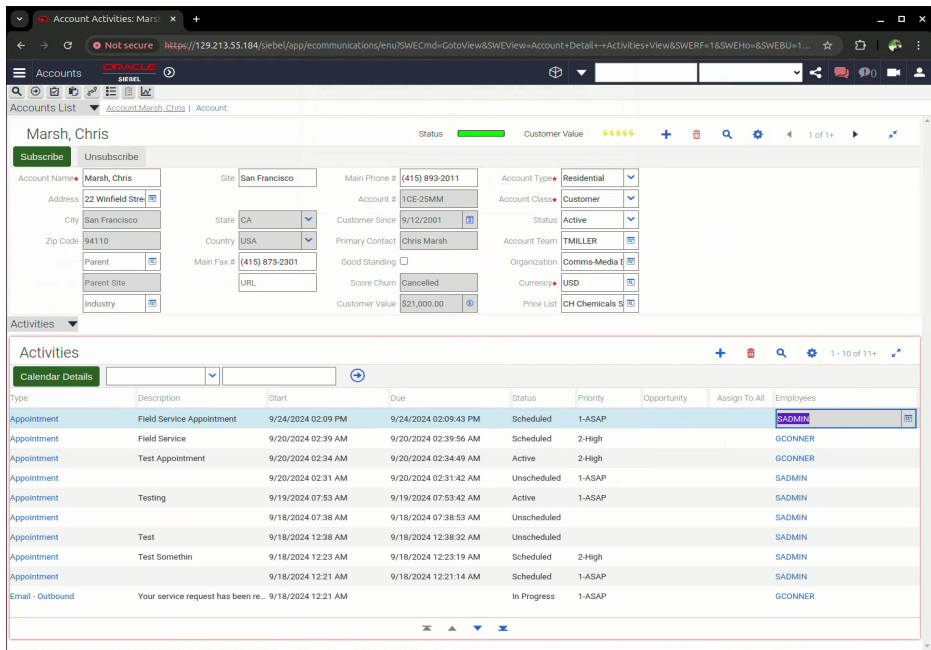 Account Activities: Marsh
Not secure https://129.213.55.184/siebel/app/ecommunications/enu?SWECmd=GotoView&SWEView=Account+Detail+-+Activities+View&SWERF=1&SWEHo=&SWEBU=1...
Accounts ORACLE SIEBEL 0
Accounts List Account:Marsh, Chris | Account:
Marsh, Chris Status Customer Value $$$$$ 1 of 1+
Subscribe Unsubscribe
Account Name* Marsh, Chris Site San Francisco Main Phone # (415) 893-2011 Account Type* Residential
Address 22 Winfield Stre Account # 1CE-25MM Account Class* Customer
City San Francisco State CA Customer Since 9/12/2001 Status Active
Zip Code 94110 Country USA Primary Contact Chris Marsh Account Team TMILLER
Parent Main Fax # (415) 873-2301 Good Standing Organization Comms-Media D
Parent Site URL Score Churn Cancelled Currency* USD
Industry Customer Value $21,000.00 Price List CH Chemicals S
Activities
Activities 1 - 10 of 11+
Calendar Details
Type Description Start Due Status Priority Opportunity Assign To All Employees
Appointment Field Service Appointment 9/24/2024 02:09 PM 9/24/2024 02:09:43 PM Scheduled 1-ASAP SADMIN
Appointment Field Service 9/20/2024 02:39 AM 9/20/2024 02:39:56 AM Scheduled 2-High GCONNER
Appointment Test Appointment 9/20/2024 02:34 AM 9/20/2024 02:34:49 AM Active 2-High GCONNER
Appointment 9/20/2024 02:31 AM 9/20/2024 02:31:42 AM Unscheduled 1-ASAP SADMIN
Appointment Testing 9/19/2024 07:53 AM 9/19/2024 07:53:42 AM Active 1-ASAP SADMIN
Appointment 9/18/2024 07:38 AM 9/18/2024 07:38:53 AM Unscheduled SADMIN
Appointment Test 9/18/2024 12:38 AM 9/18/2024 12:38:32 AM Unscheduled SADMIN
Appointment Test Somethin 9/18/2024 12:23 AM 9/18/2024 12:23:19 AM Scheduled 2-High SADMIN
Appointment 9/18/2024 12:21 AM 9/18/2024 12:21:14 AM Scheduled 1-ASAP SADMIN
Email - Outbound Your service request has been re... 9/18/2024 12:21 AM In Progress 1-ASAP GCONNER